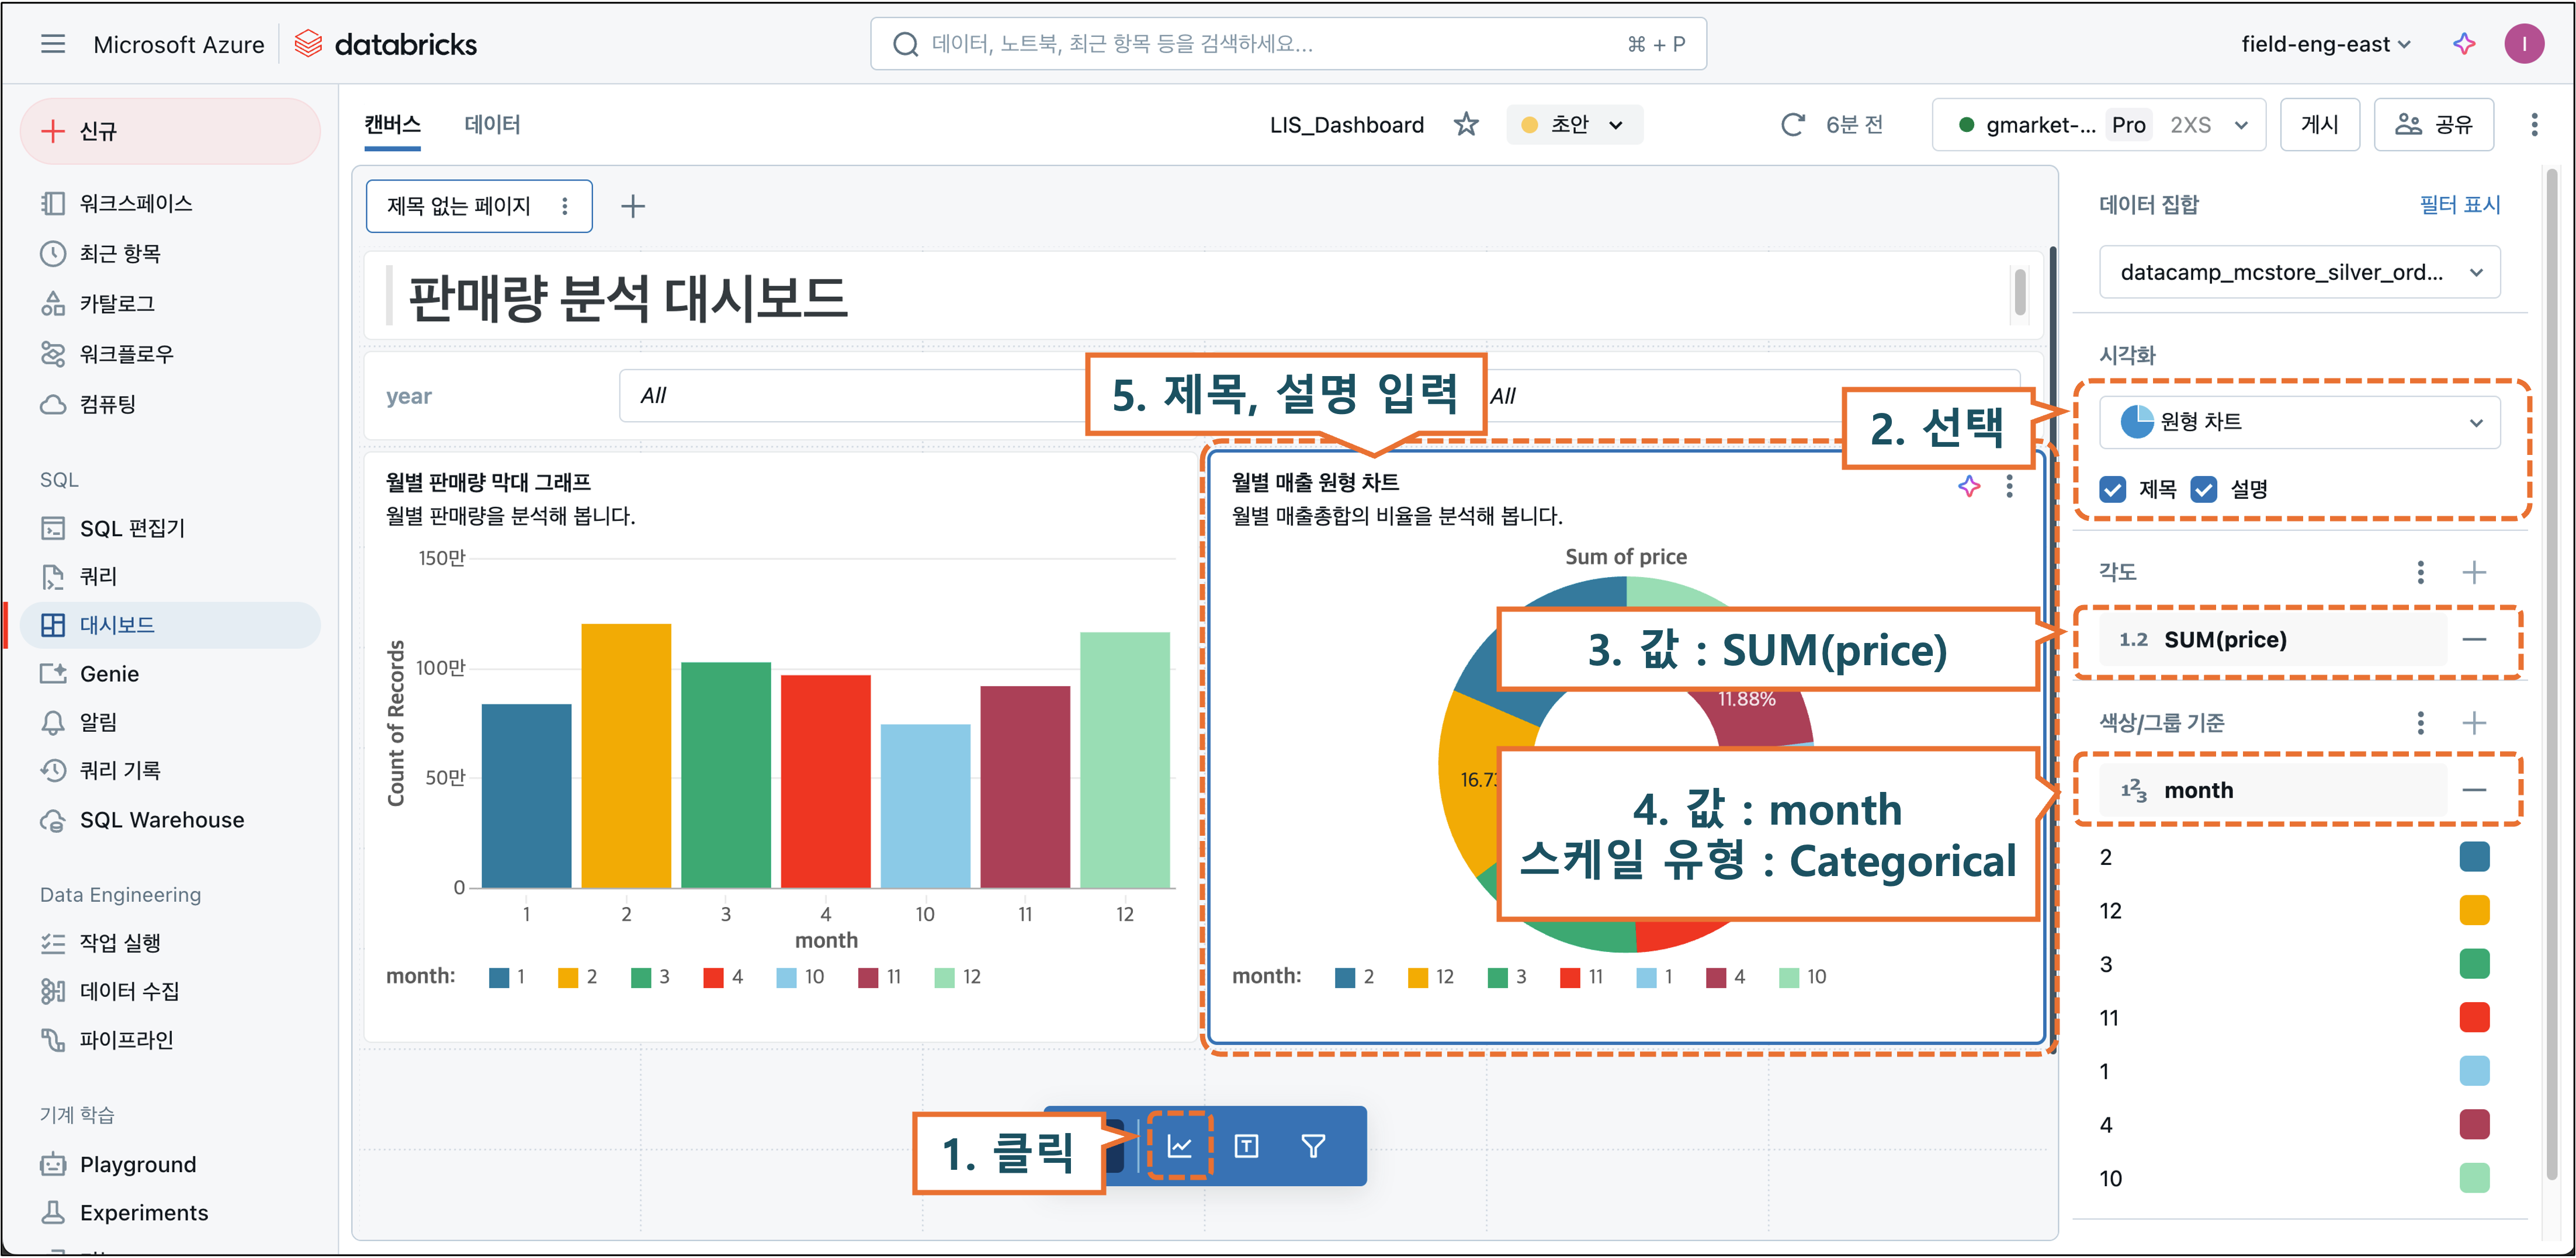 Microsoft Azure databricks
데이터, 노트북, 최근 항목 등을 검색하세요... ⌘ + P
field-eng-east I
신규
워크스페이스
최근 항목
카탈로그
워크플로우
컴퓨팅
SQL
SQL 편집기
쿼리
대시보드
Genie
알림
쿼리 기록
SQL Warehouse
Data Engineering
작업 실행
데이터 수집
파이프라인
기계 학습
Playground
Experiments
캔버스 데이터
LIS_Dashboard 초안 6분 전 gmarket-... Pro 2XS 게시 공유
제목 없는 페이지
판매량 분석 대시보드
year All All
5. 제목, 설명 입력
2. 선택
월별 판매량 막대 그래프
월별 판매량을 분석해 봅니다.
150만
100만
50만
0
Count of Records
1 2 3 4 10 11 12
month
month: 1 2 3 4 10 11 12
월별 매출 원형 차트
월별 매출총합의 비율을 분석해 봅니다.
Sum of price
3. 값 : SUM(price)
11.88%
16.7
4. 값 : month
스케일 유형 : Categorical
month: 2 12 3 11 1 4 10
1. 클릭
데이터 집합 필터 표시
datacamp_mcstore_silver_ord...
시각화
원형 차트
제목 설명
각도
1.2 SUM(price)
색상/그룹 기준
123 month
2
12
3
11
1
4
10